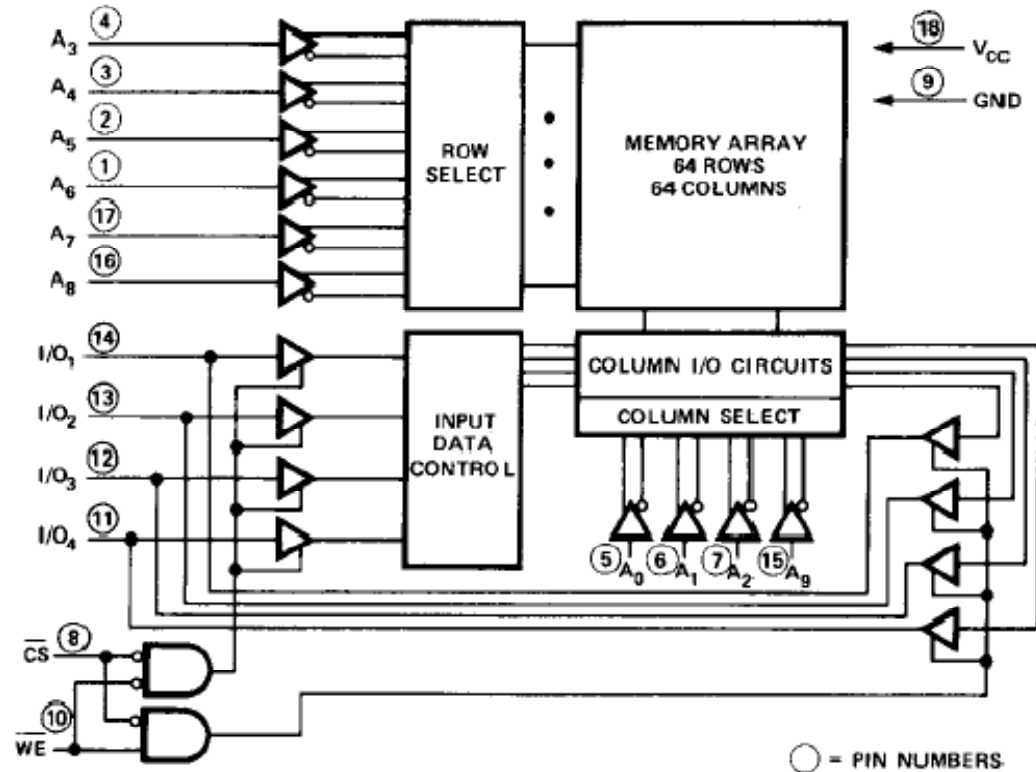 4
A3
3
A4
2
A5
1
A6
17
A7
16
A8
ROW
SELECT
MEMORY ARRAY
64 ROWS
64 COLUMNS
18
VCC
9
GND
14
I/O1
13
I/O2
12
I/O3
11
I/O4
INPUT
DATA
CONTROL
COLUMN I/O CIRCUITS
COLUMN SELECT
5 A0 6 A1 7 A2 15 A9
8
CS
10
WE
= PIN NUMBERS